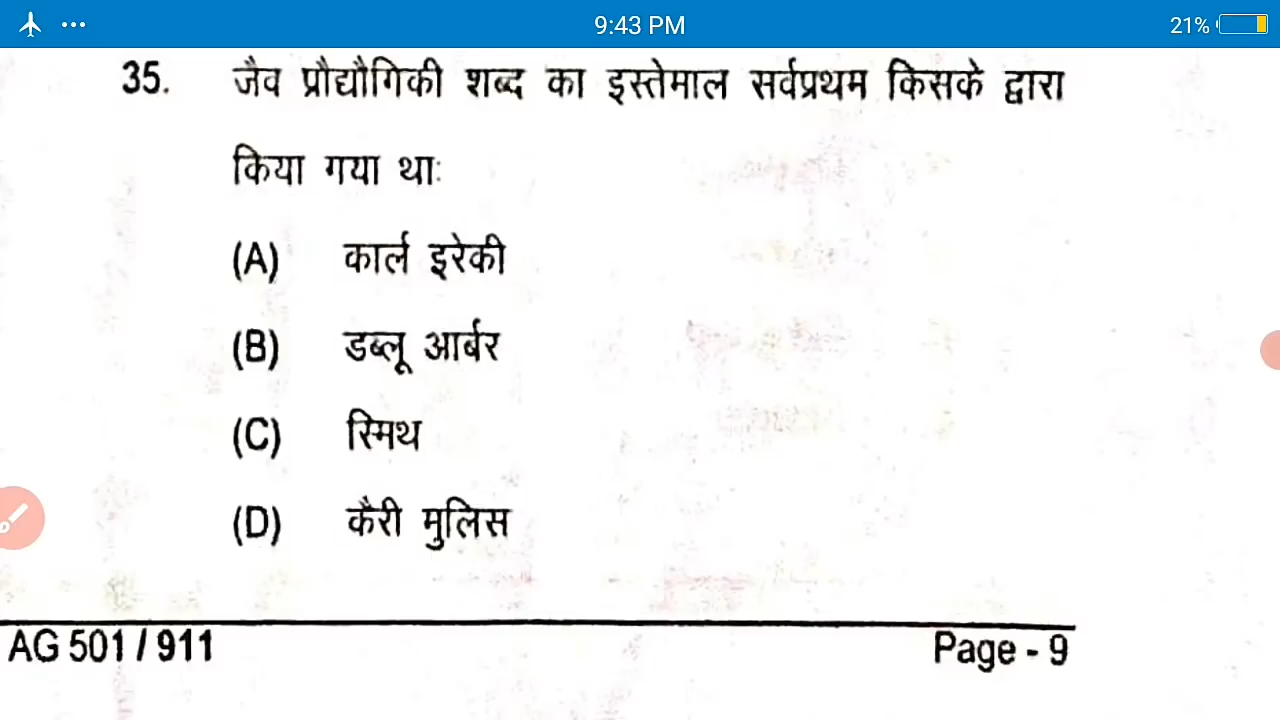 9:43 PM
21%
35. जैव प्रौद्यौगिकी शब्द का इस्तेमाल सर्वप्रथम किसके द्वारा
किया गया थाः
(A) कार्ल इरेकी
(B) डब्लू आर्बर
(C) स्मिथ
(D) कैरी मुलिस
AG 501 / 911
Page - 9